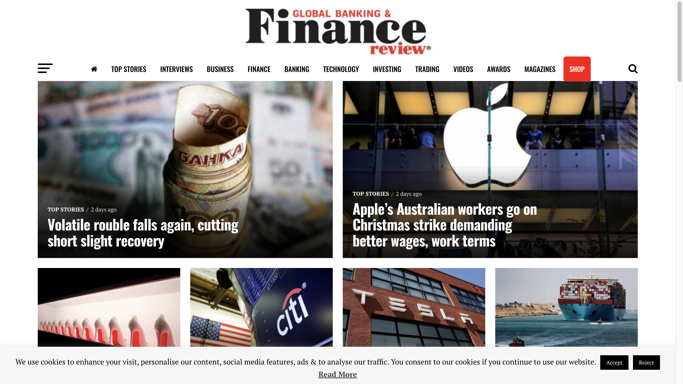 GLOBAL BANKING &
Finance
review
TOP STORIES INTERVIEWS BUSINESS FINANCE BANKING TECHNOLOGY INVESTING TRADING VIDEOS AWARDS MAGAZINES SHOP
100
TOP STORIES / 2 days ago
Volatile rouble falls again, cutting
short slight recovery
TOP STORIES / 2 days ago
Apple's Australian workers go on
Christmas strike demanding
better wages, work terms
citi
TESLA
We use cookies to enhance your visit, personalise our content, social media features, ads & to analyse our traffic. You consent to our cookies if you continue to use our website. Accept Reject
Read More